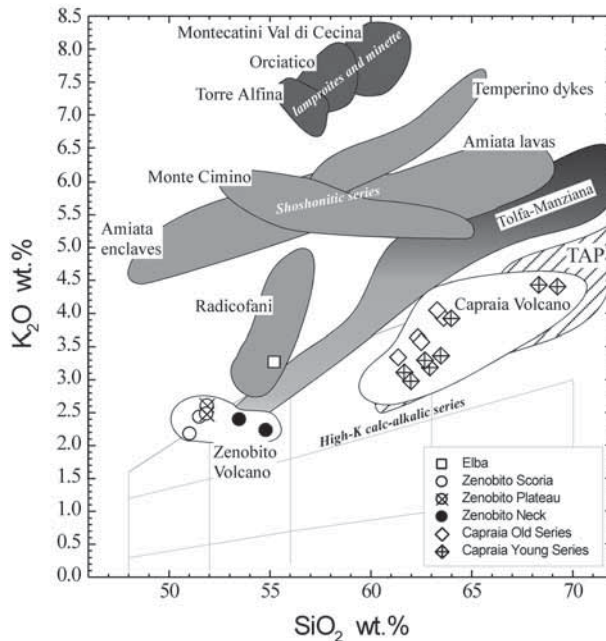 8.5
8.0
7.5
7.0
6.5
6.0
5.5
5.0
4.5
4.0
3.5
3.0
2.5
2.0
1.5
1.0
0.5
0.0
K2O wt.%
Montecatini Val di Cecina
Orciatico
lamproites and minette
Torre Alfina
Temperino dykes
Amiata lavas
Monte Cimino
Shoshonitic series
Tolfa-Manziana
Amiata
enclaves
TAP
Radicofani
Capraia Volcano
High-K calc-alkalic series
Zenobito
Volcano
Elba
Zenobito Scoria
Zenobito Plateau
Zenobito Neck
Capraia Old Series
Capraia Young Series
50
55
60
65
70
SiO2 wt.%